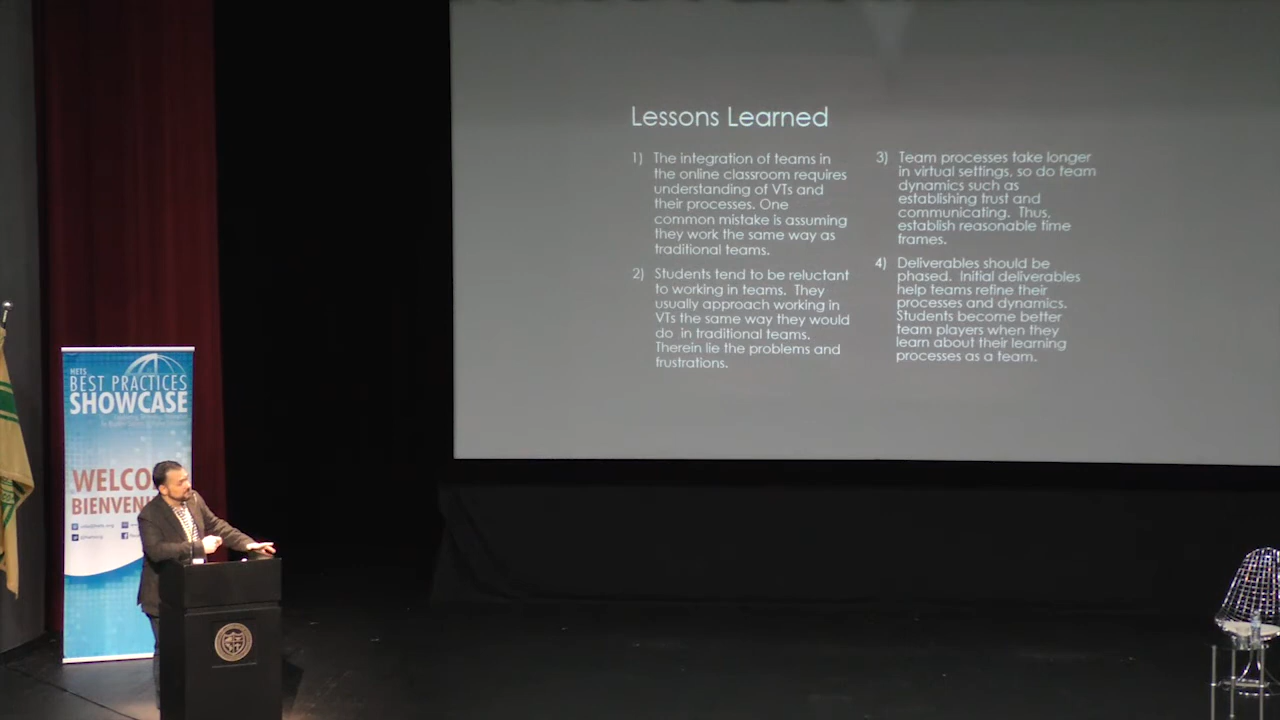 Lessons Learned
1) The integration of teams in
the online classroom requires
understanding of VTs and
their processes. One
common mistake is assuming
they work the same way as
traditional teams.
2) Students tend to be reluctant
to working in teams. They
usually approach working in
VTs the same way they would
do in traditional teams.
Therein lie the problems and
frustrations.
3) Team processes take longer
in virtual settings, so do team
dynamics such as
establishing trust and
communicating. Thus,
establish reasonable time
frames.
4) Deliverables should be
phased. Initial deliverables
help teams refine their
processes and dynamics.
Students become better
team players when they
learn about their learning
processes as a team.
HETS
BEST PRACTICES
SHOWCASE
WELCO
BIENVEN